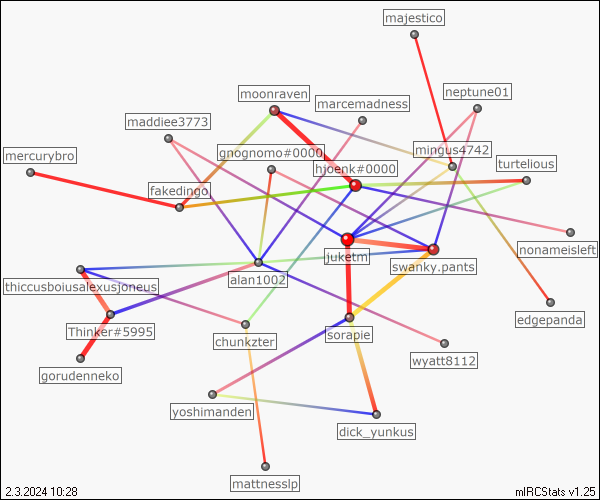 majestico
neptune01
moonraven
marcemadness
maddiee3773
mingus4742
gnognomo#0000
mercurybro
hjoenk#0000
turtelious
fakedingo
nonameisleft
juketm
swanky.pants
alan1002
thiccusboiusalexusjoneus
edgepanda
Thinker#5995
chunkzter
sorapie
wyatt8112
gorudenneko
yoshimanden
dick_yunkus
mattnesslp
2.3.2024 10:28
mIRCStats v1.25